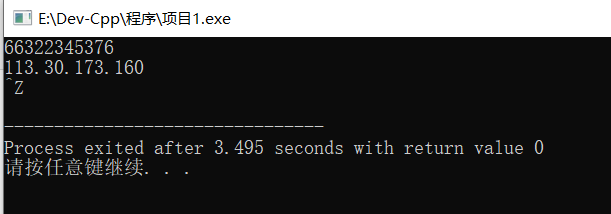 E:\Dev-Cpp\程序\项目1.exe
66322345376
113.30.173.160
^Z
--------------------------------
Process exited after 3.495 seconds with return value 0
请按任意键继续. . .